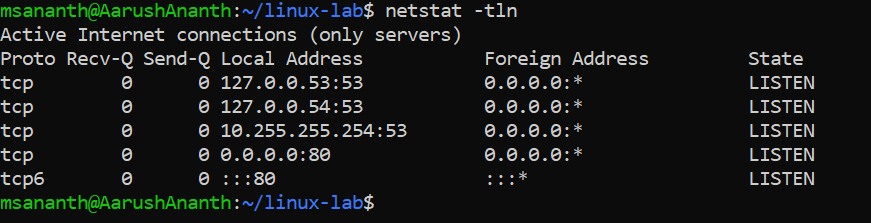 msananth@AarushAnanth:~/linux-lab$ netstat -tln
Active Internet connections (only servers)
Proto Recv-Q Send-Q Local Address           Foreign Address         State
tcp        0      0 127.0.0.53:53           0.0.0.0:*               LISTEN
tcp        0      0 127.0.0.54:53           0.0.0.0:*               LISTEN
tcp        0      0 10.255.255.254:53       0.0.0.0:*               LISTEN
tcp        0      0 0.0.0.0:80              0.0.0.0:*               LISTEN
tcp6       0      0 :::80                   :::*                    LISTEN
msananth@AarushAnanth:~/linux-lab$